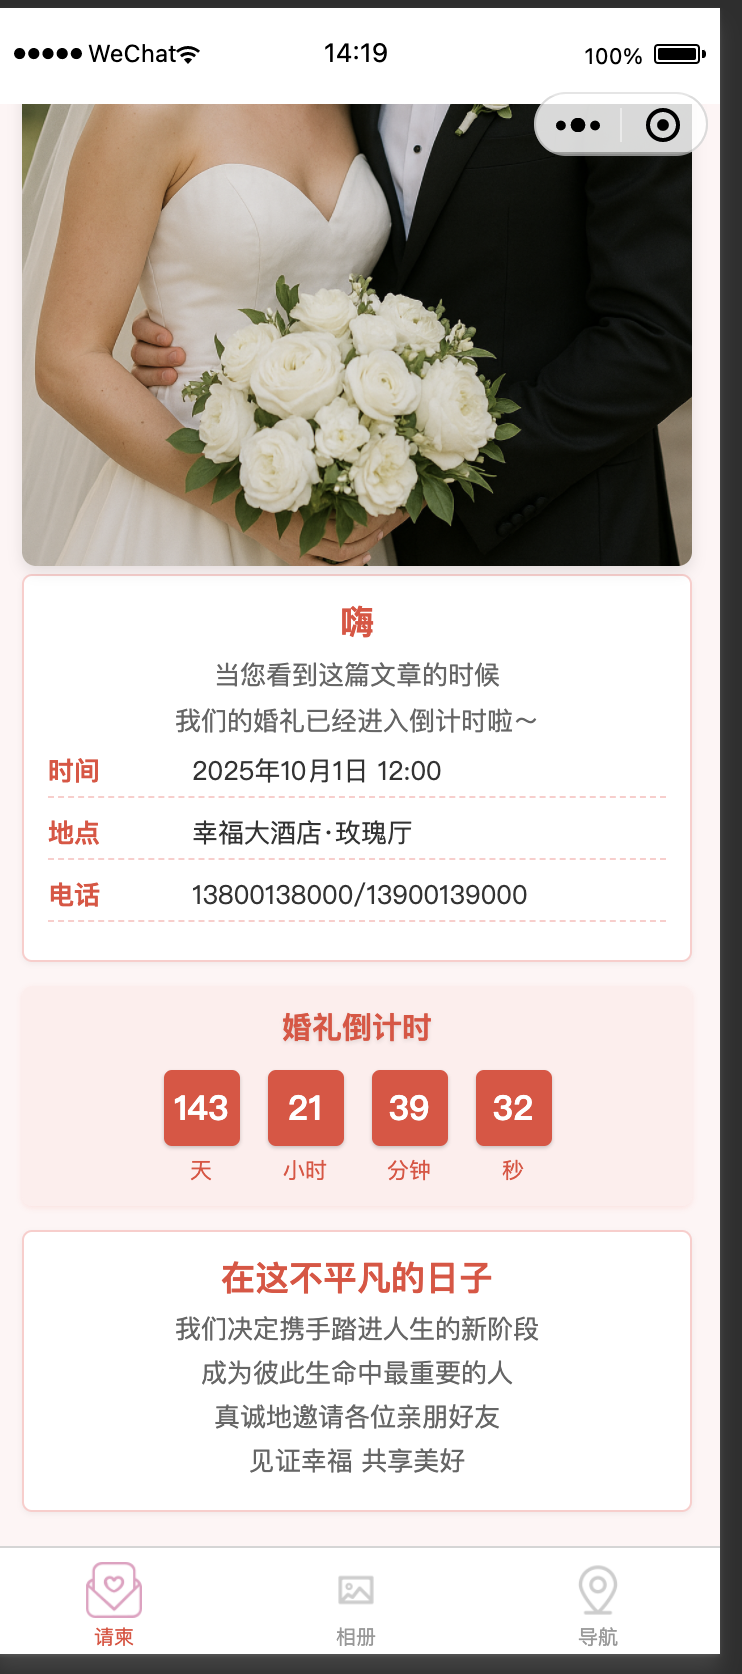 WeChat 14:19 100%
嗨
当您看到这篇文章的时候
我们的婚礼已经进入倒计时啦～
时间 2025年10月1日 12:00
地点 幸福大酒店·玫瑰厅
电话 13800138000/13900139000
婚礼倒计时
143 21 39 32
天 小时 分钟 秒
在这不平凡的日子
我们决定携手踏进人生的新阶段
成为彼此生命中最重要的人
真诚地邀请各位亲朋好友
见证幸福 共享美好
请柬 相册 导航